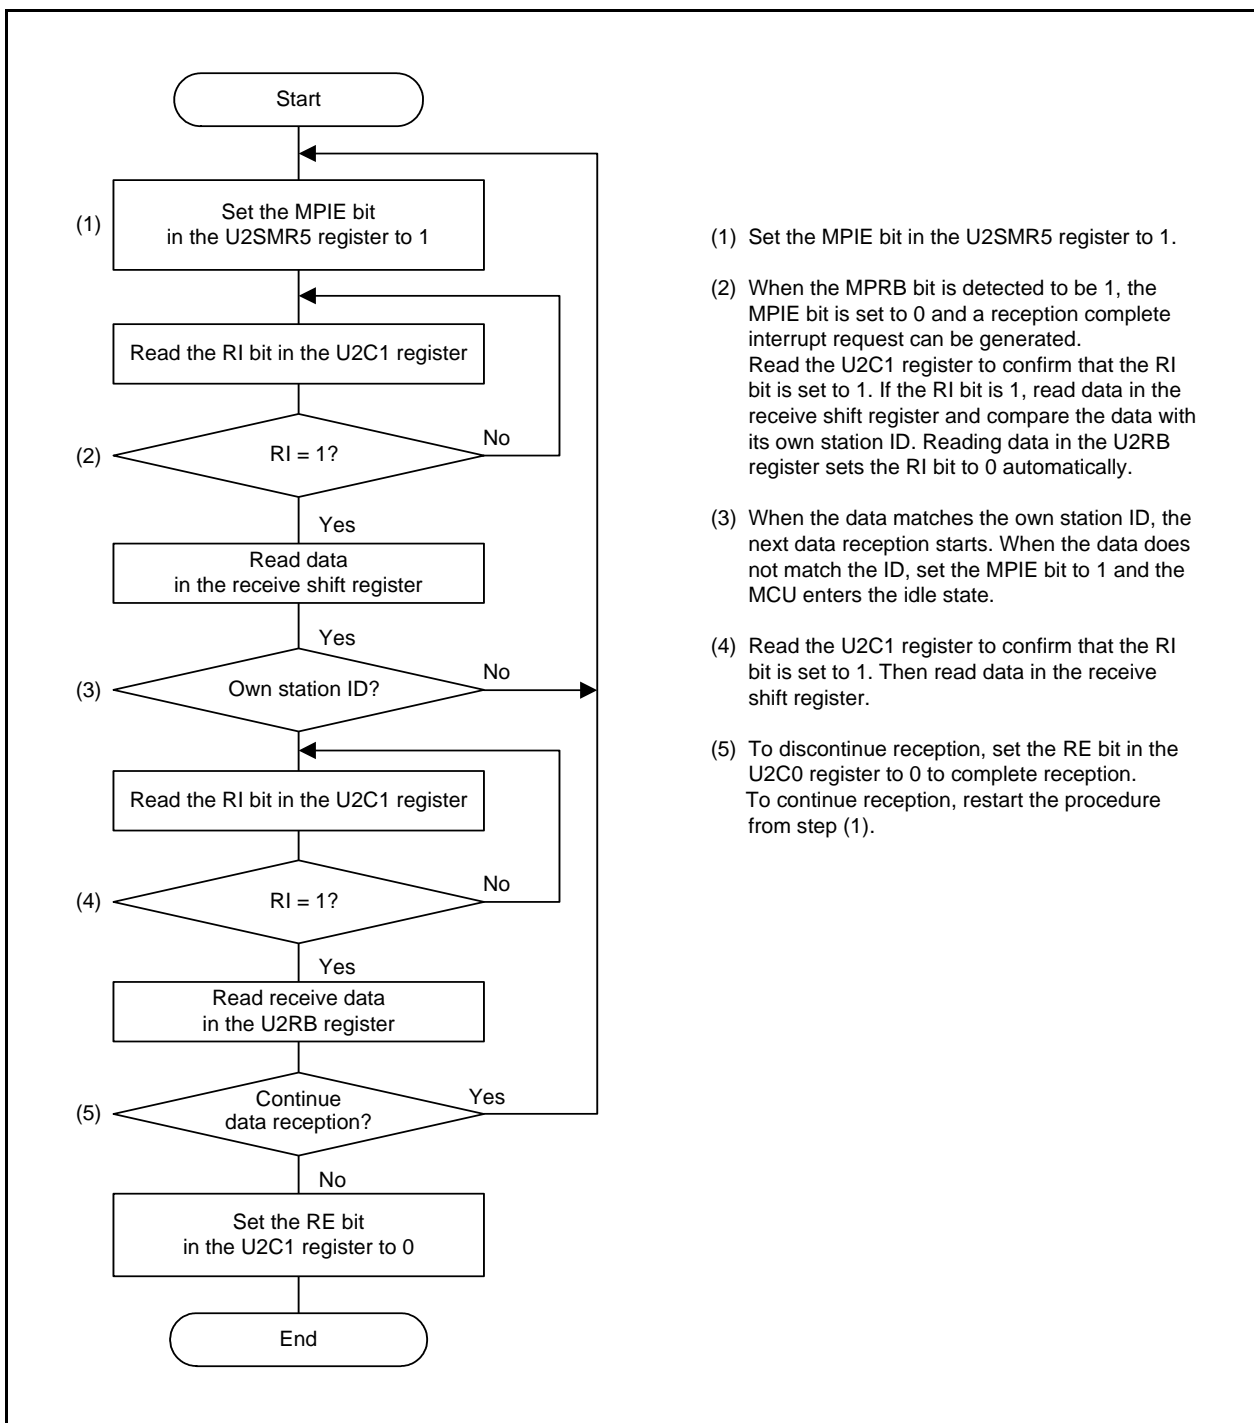 Start
(1)
Set the MPIE bit
in the U2SMR5 register to 1
Read the RI bit in the U2C1 register
(2)
RI = 1?
No
Yes
Read data
in the receive shift register
Yes
(3)
Own station ID?
No
Read the RI bit in the U2C1 register
(4)
RI = 1?
No
Yes
Read receive data
in the U2RB register
(5)
Continue
data reception?
Yes
No
Set the RE bit
in the U2C1 register to 0
End
(1) Set the MPIE bit in the U2SMR5 register to 1.
(2) When the MPRB bit is detected to be 1, the
MPIE bit is set to 0 and a reception complete
interrupt request can be generated.
Read the U2C1 register to confirm that the RI
bit is set to 1. If the RI bit is 1, read data in the
receive shift register and compare the data with
its own station ID. Reading data in the U2RB
register sets the RI bit to 0 automatically.
(3) When the data matches the own station ID, the
next data reception starts. When the data does
not match the ID, set the MPIE bit to 1 and the
MCU enters the idle state.
(4) Read the U2C1 register to confirm that the RI
bit is set to 1. Then read data in the receive
shift register.
(5) To discontinue reception, set the RE bit in the
U2C0 register to 0 to complete reception.
To continue reception, restart the procedure
from step (1).